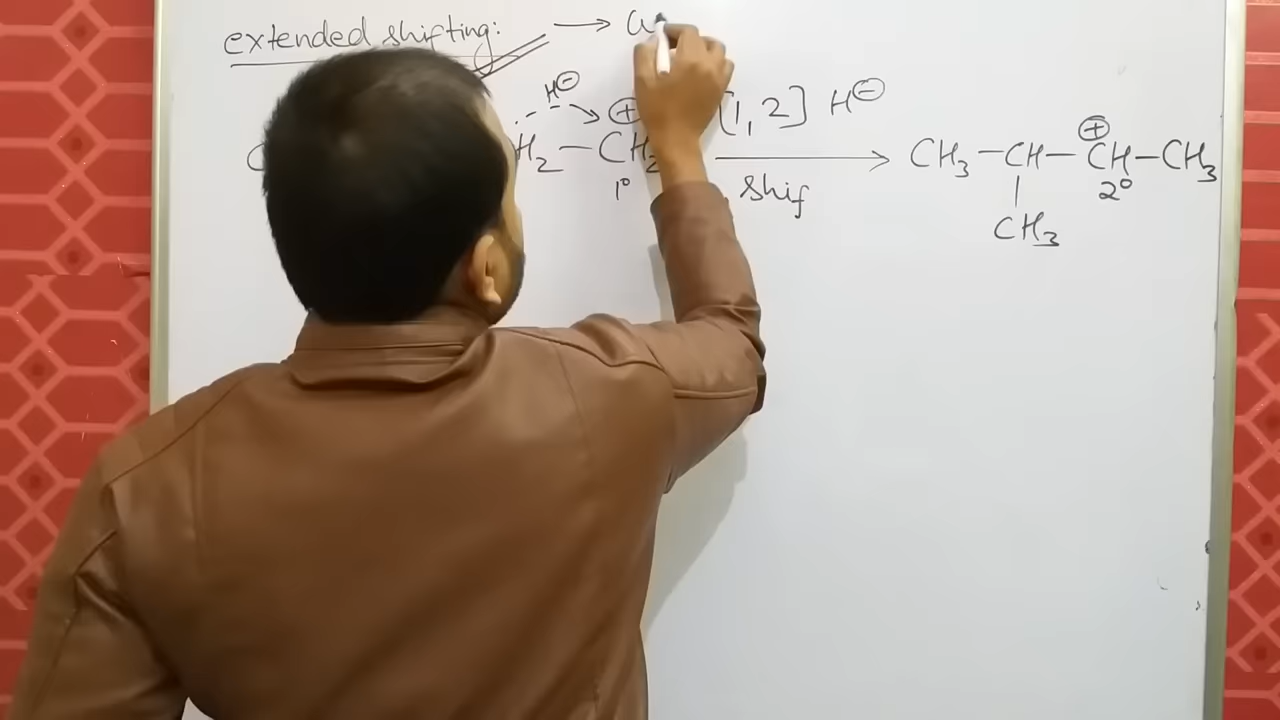 extended shifting: →
H⊖ ⊕ [1,2] H⊖ ⊕
H2 — CH2 ⟶ CH3 — CH — CH — CH3
1° Shif 2°
CH3